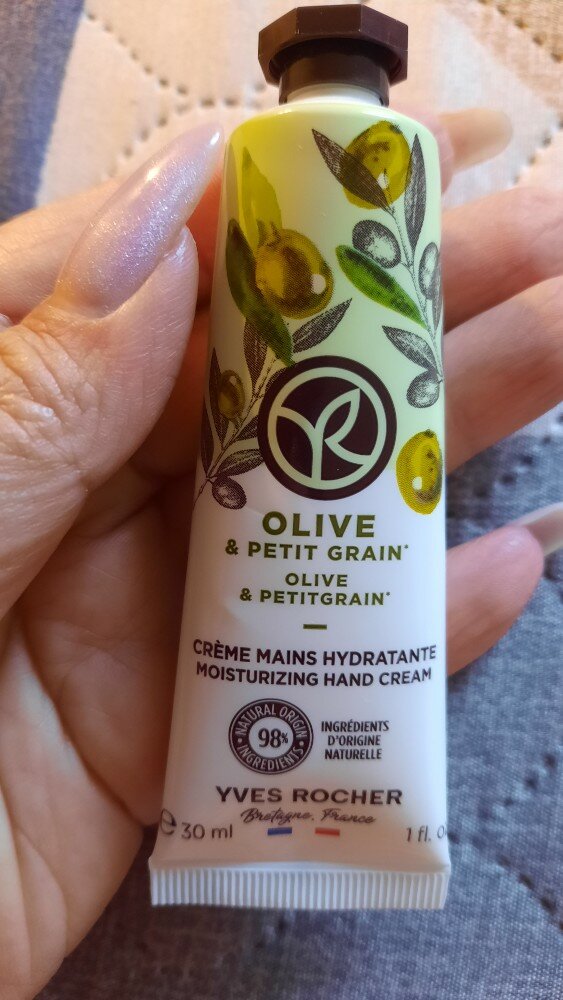 OLIVE
& PETIT GRAIN*
OLIVE
& PETITGRAIN*
CRÈME MAINS HYDRATANTE
MOISTURIZING HAND CREAM
NATURAL ORIGIN
98%
INGREDIENTS
INGRÉDIENTS
D'ORIGINE
NATURELLE
YVES ROCHER
Bretagne, France
e 30 ml 1 fl.